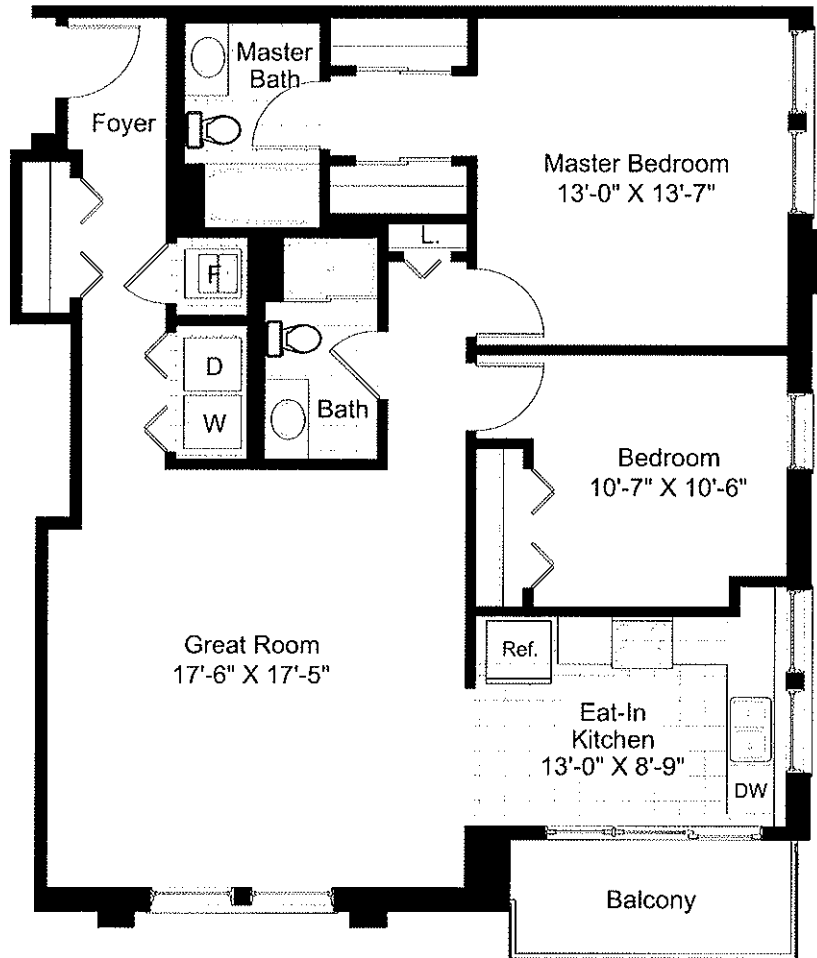 Master
Bath
Foyer
Master Bedroom
13'-0" X 13'-7"
L.
F
D
W
Bath
Bedroom
10'-7" X 10'-6"
Great Room
17'-6" X 17'-5"
Ref.
Eat-In
Kitchen
13'-0" X 8'-9"
DW
Balcony